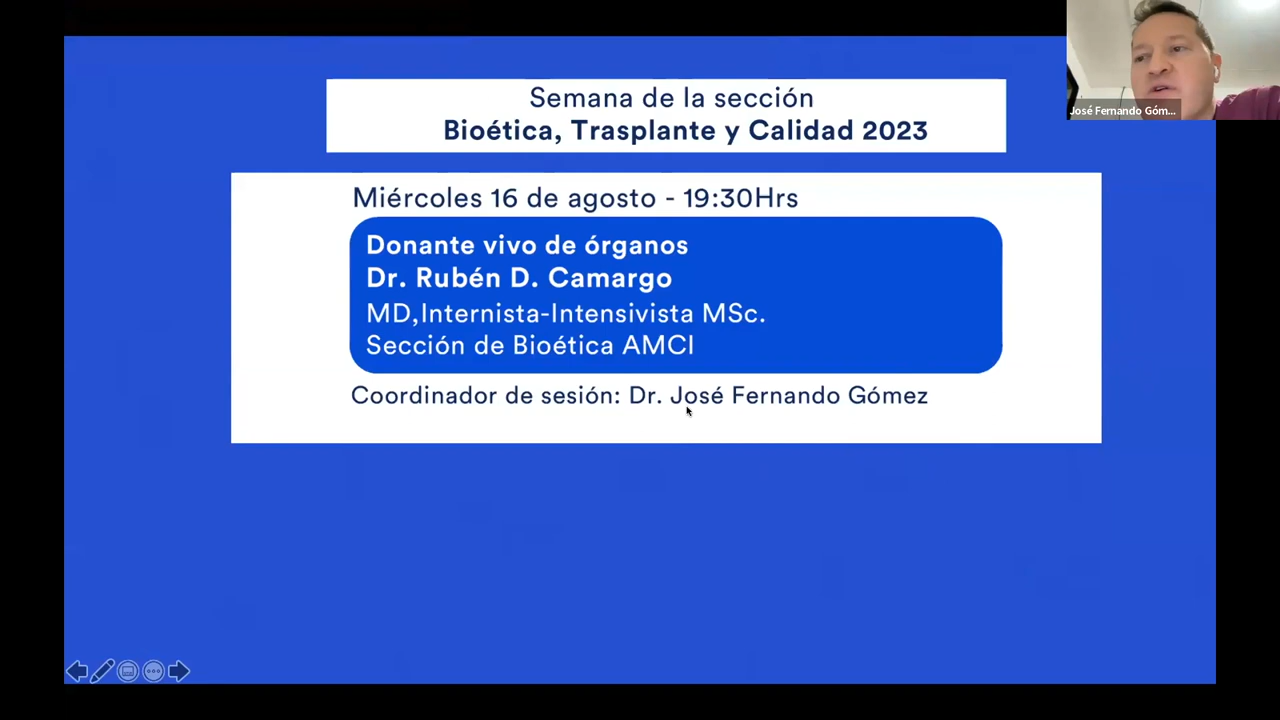 Semana de la sección
Bioética, Trasplante y Calidad 2023
José Fernando Góm...
Miércoles 16 de agosto - 19:30Hrs
Donante vivo de órganos
Dr. Rubén D. Camargo
MD,Internista-Intensivista MSc.
Sección de Bioética AMCI
Coordinador de sesión: Dr. José Fernando Gómez